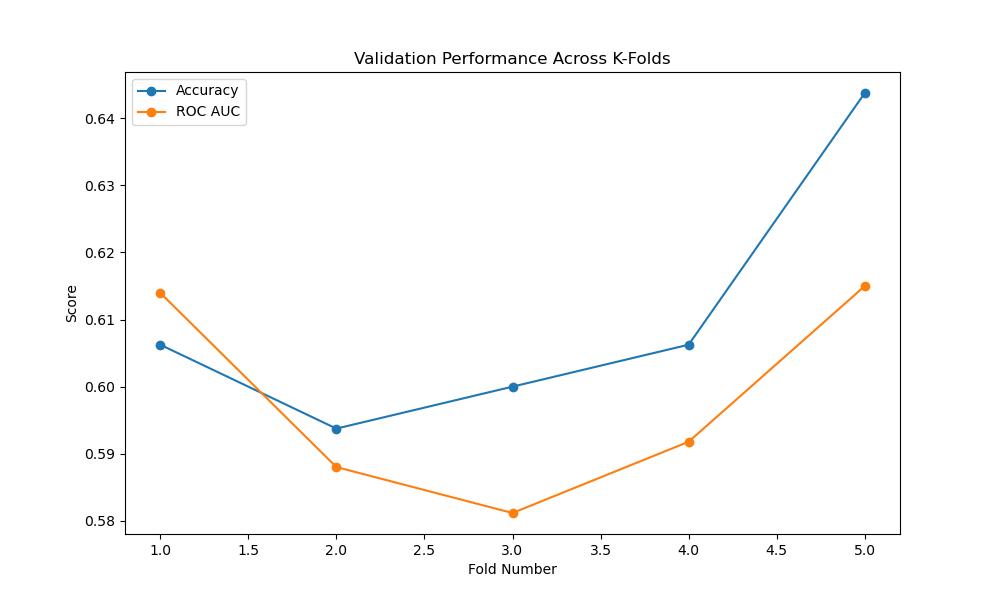 Validation Performance Across K-Folds
Accuracy
ROC AUC
0.64
0.63
0.62
0.61
0.60
0.59
0.58
Score
1.0 1.5 2.0 2.5 3.0 3.5 4.0 4.5 5.0
Fold Number